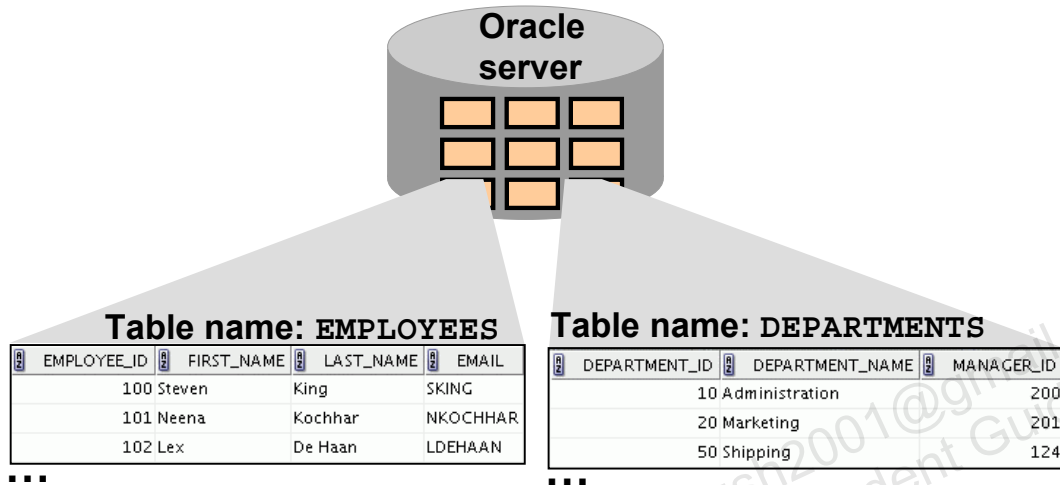 Oracle
server
Table name: EMPLOYEES
EMPLOYEE_ID FIRST_NAME LAST_NAME EMAIL
100 Steven King SKING
101 Neena Kochhar NKOCHHAR
102 Lex De Haan LDEHAAN
...
Table name: DEPARTMENTS
DEPARTMENT_ID DEPARTMENT_NAME MANAGER_ID
10 Administration 200
20 Marketing 201
50 Shipping 124
...